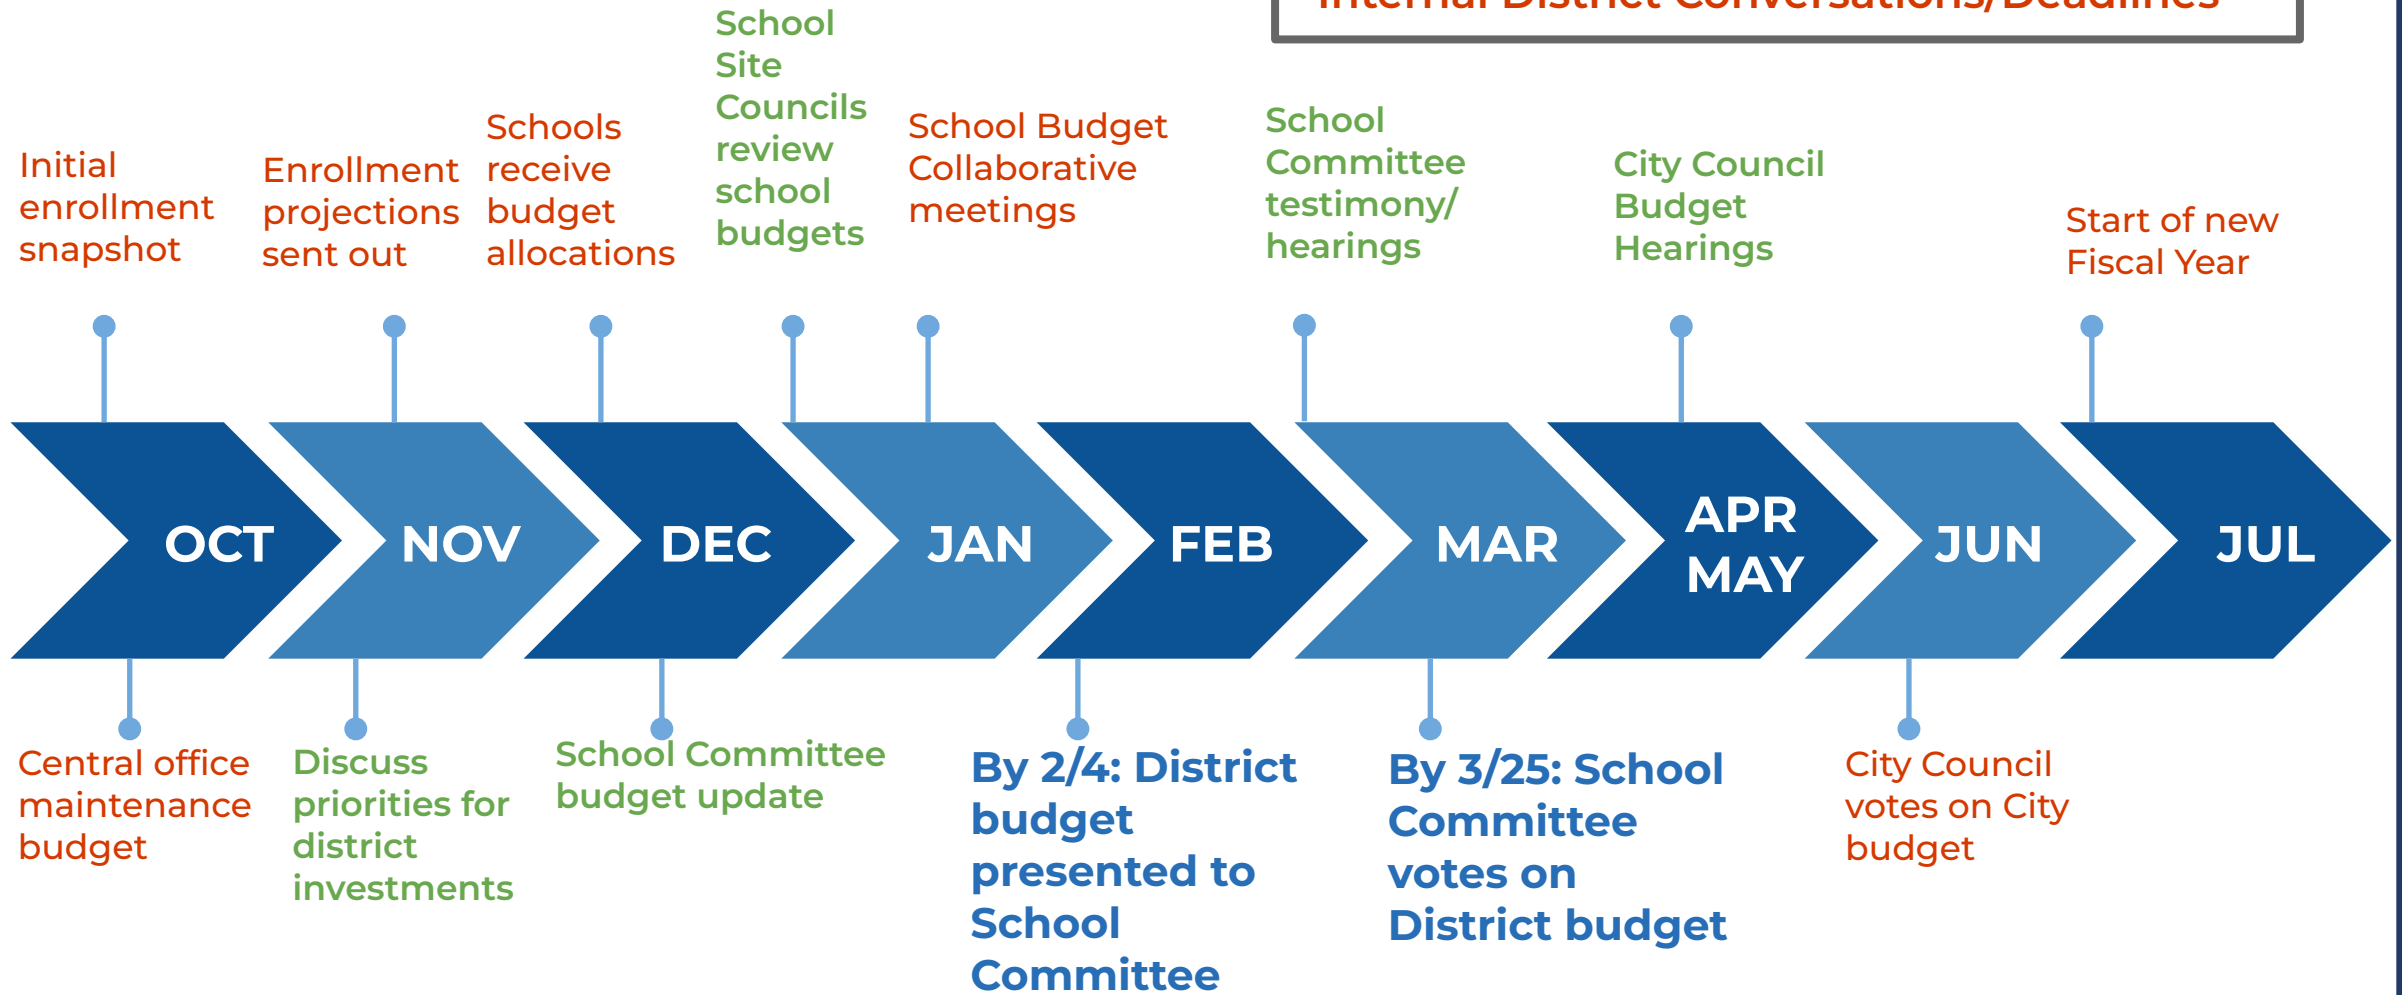 Internal District Conversations/Deadlines
Initial
enrollment
snapshot
Enrollment
projections
sent out
Schools
receive
budget
allocations
School
Site
Councils
review
school
budgets
School Budget
Collaborative
meetings
School
Committee
testimony/
hearings
City Council
Budget
Hearings
Start of new
Fiscal Year
OCT
NOV
DEC
JAN
FEB
MAR
APR
MAY
JUN
JUL
Central office
maintenance
budget
Discuss
priorities for
district
investments
School Committee
budget update
By 2/4: District
budget
presented to
School
Committee
By 3/25: School
Committee
votes on
District budget
City Council
votes on City
budget